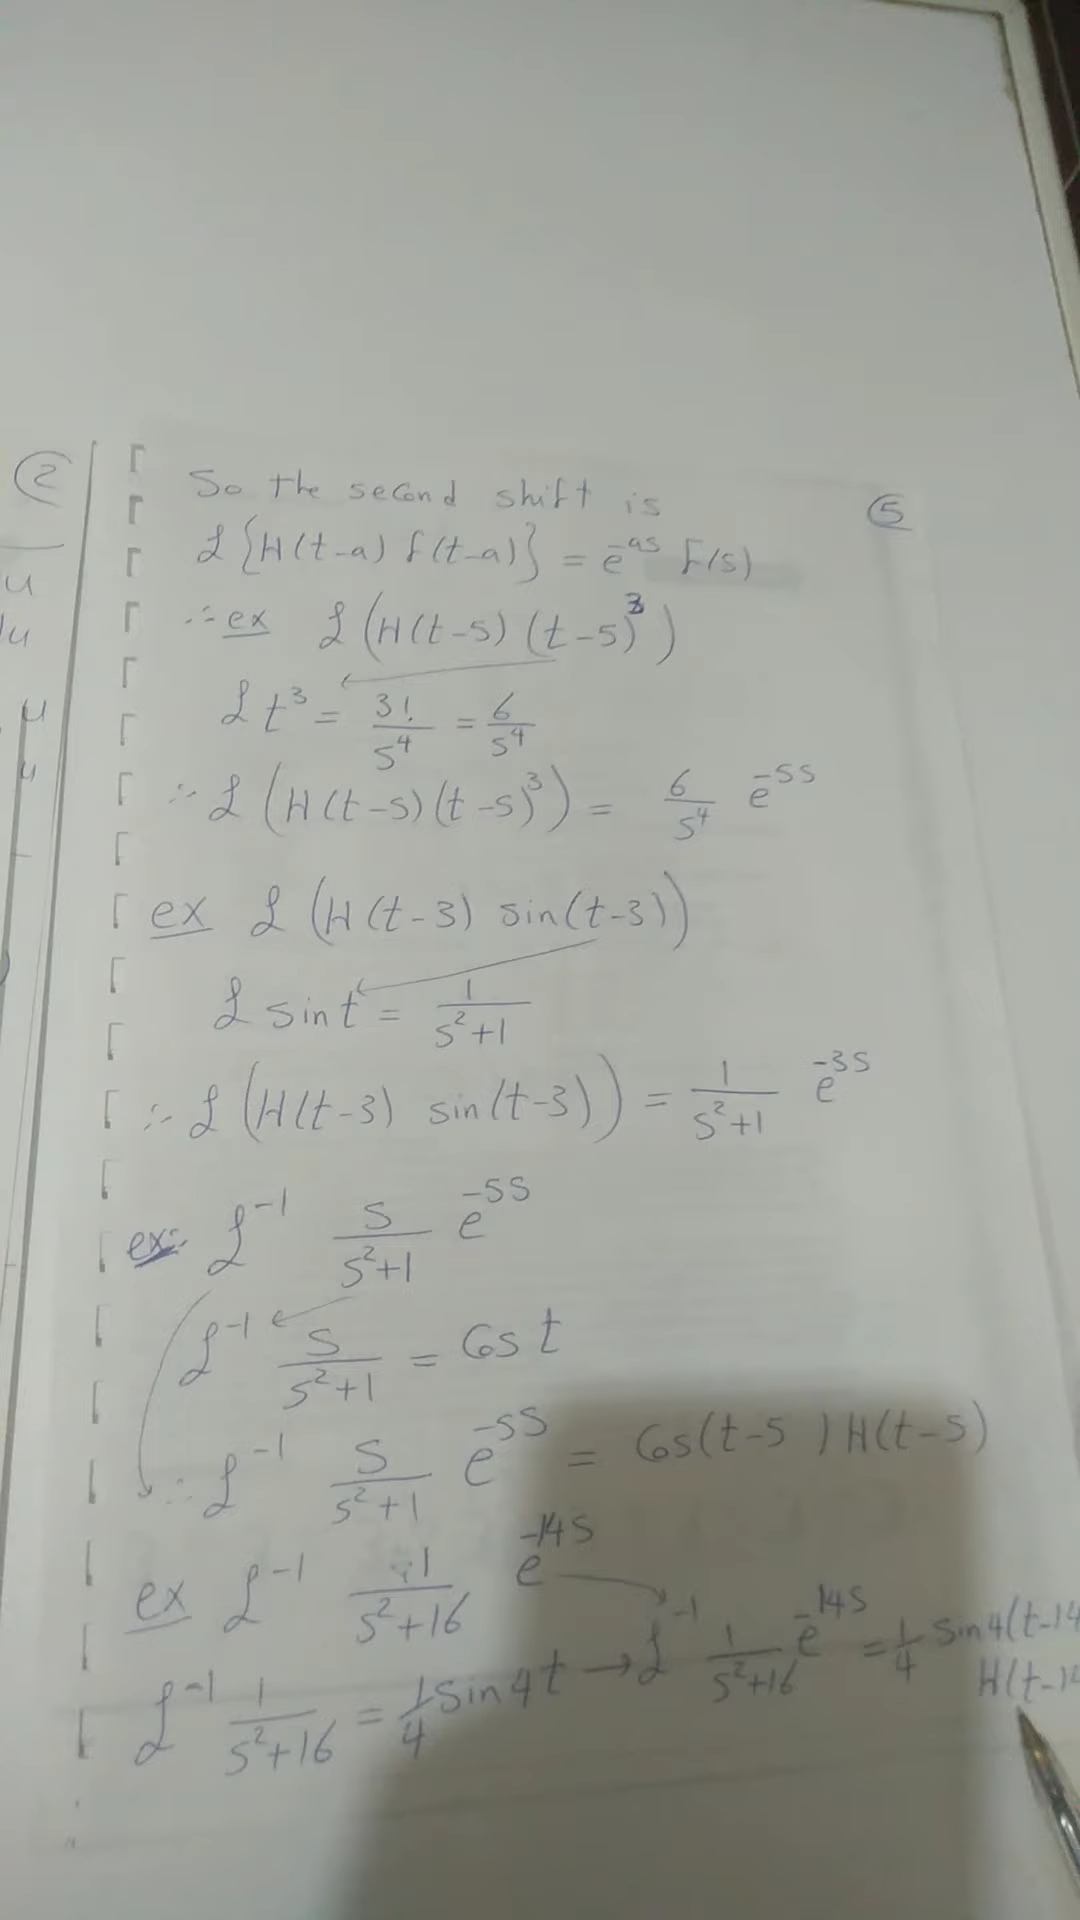 ②
u
u
u
u
So the second shift is ⑤
ℒ{H(t-a) f(t-a)} = e^-as F(s)
∴ ex ℒ(H(t-5)(t-5)^3)
ℒ t^3 = 3!/s^4 = 6/s^4
∴ ℒ(H(t-5)(t-5)^3) = 6/s^4 e^-5s
ex ℒ(H(t-3) sin(t-3))
ℒ sin t = 1/s^2+1
∴ ℒ(H(t-3) sin(t-3)) = 1/s^2+1 e^-3s
ex:- ℒ^-1 s/s^2+1 e^-5s
ℒ^-1 s/s^2+1 = Cos t
∴ ℒ^-1 s/s^2+1 e^-5s = Cos(t-5) H(t-5)
ex ℒ^-1 1/s^2+16 e^-14s
ℒ^-1 1/s^2+16 = 1/4 sin 4t → ℒ^-1 1/s^2+16 e^-14s = 1/4 sin 4(t-14
H(t-14